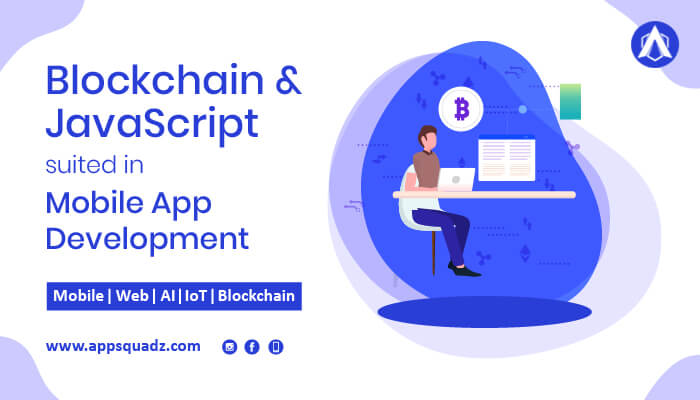 Blockchain &
JavaScript
suited in
Mobile App
Development
Mobile | Web | AI | IoT | Blockchain
www.appsquadz.com